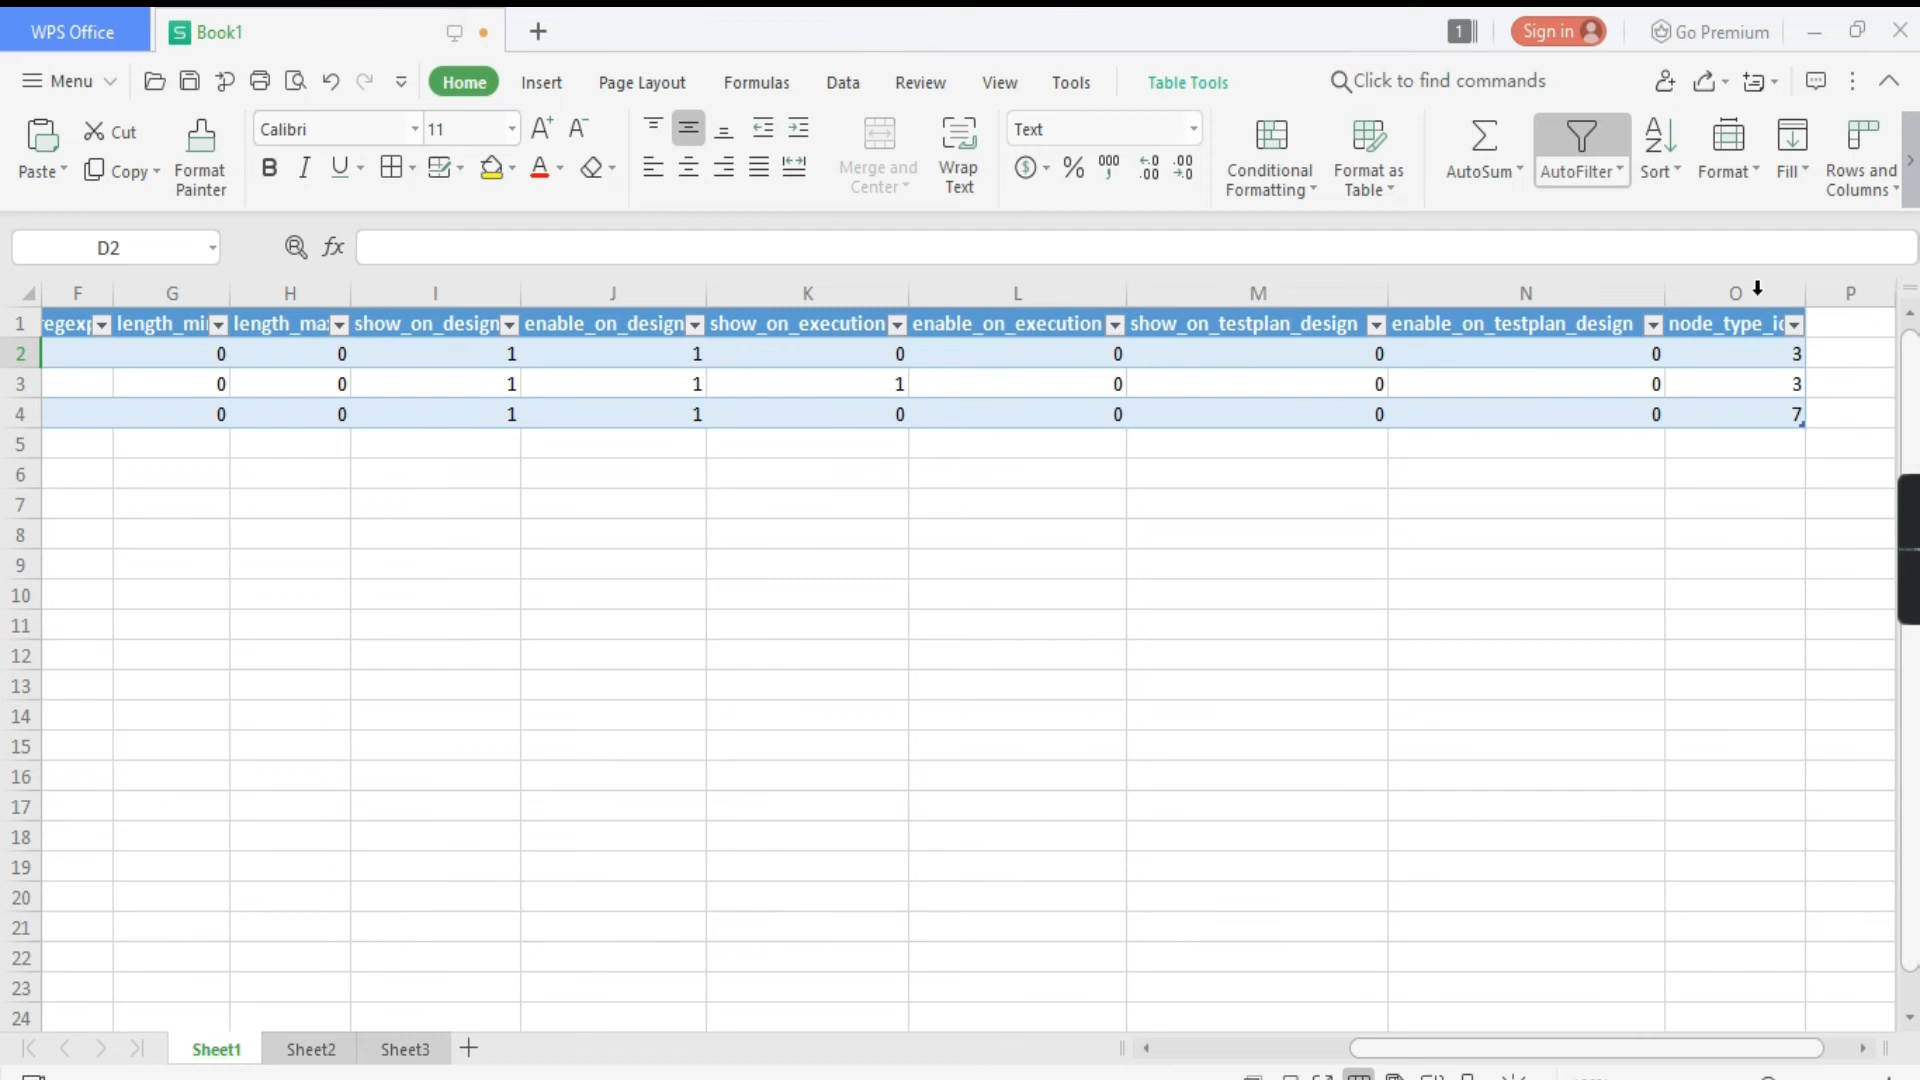 WPS Office Book1 1 Sign in Go Premium
Menu Home Insert Page Layout Formulas Data Review View Tools Table Tools Click to find commands
Paste Cut Copy Format Painter
Calibri 11
Merge and Center
Wrap Text
Text
Conditional Formatting
Format as Table
AutoSum AutoFilter Sort Format Fill Rows and Columns
D2 fx
F G H I J K L M N O P
1 length_mi length_ma show_on_design enable_on_design show_on_execution enable_on_execution show_on_testplan_design enable_on_testplan_design node_type_i
2 0 0 1 1 0 0 0 0 3
3 0 0 1 1 1 0 0 0 3
4 0 0 1 1 0 0 0 0 7
5
6
7
8
9
10
11
12
13
14
15
16
17
18
19
20
21
22
23
24
Sheet1 Sheet2 Sheet3